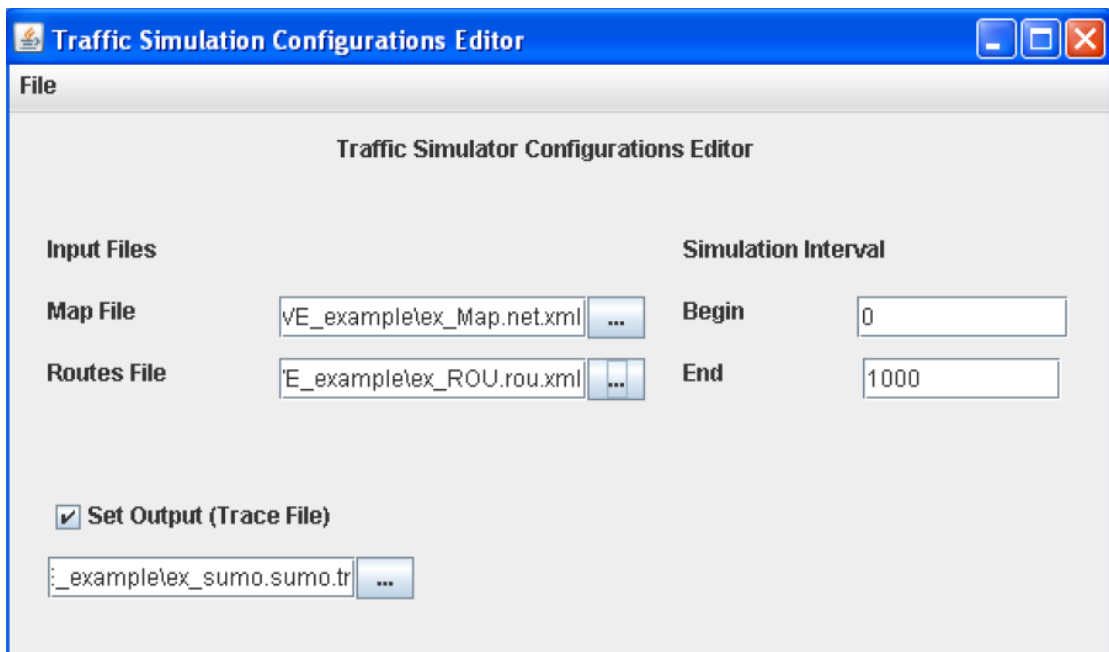 Traffic Simulation Configurations Editor
File
Traffic Simulator Configurations Editor
Input Files
Simulation Interval
Map File
VE_example\ex_Map.net.xml
...
Begin
0
Routes File
E_example\ex_ROU.rou.xml
...
End
1000
Set Output (Trace File)
_example\ex_sumo.sumo.tr
...